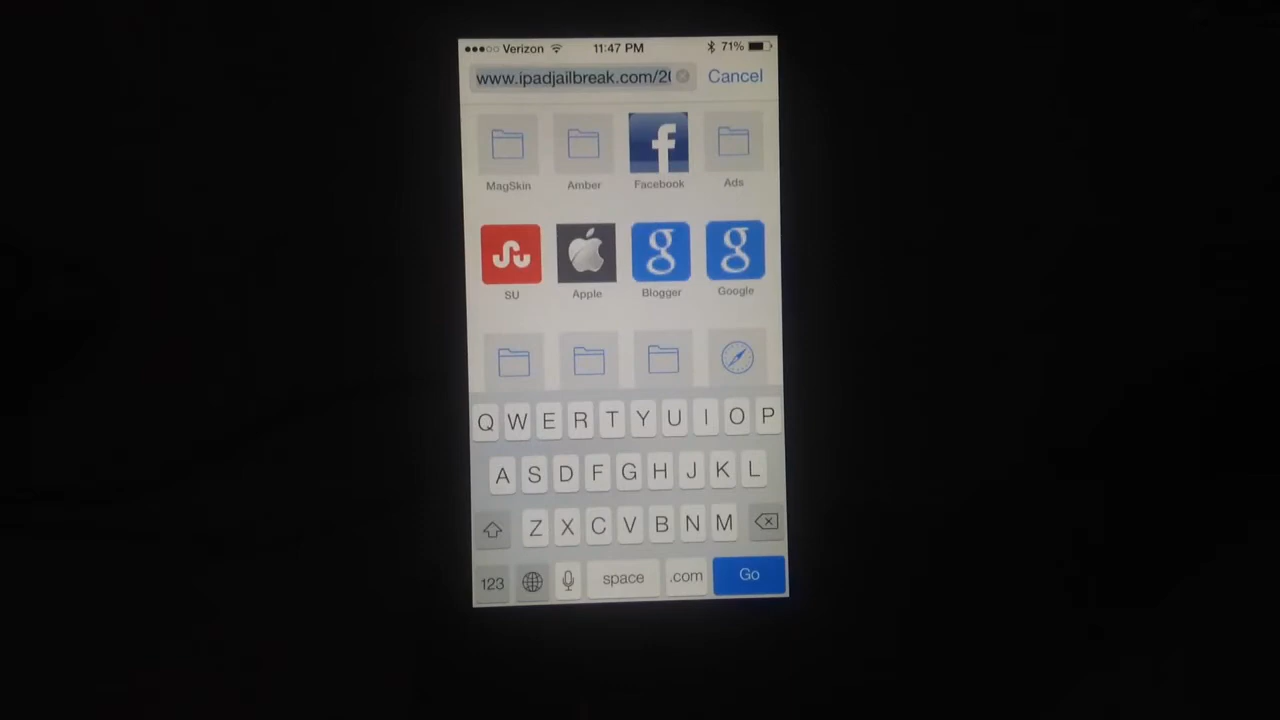 Verizon 11:47 PM 71%
www.ipadjailbreak.com/2 Cancel
MagSkin Amber Facebook Ads
SU Apple Blogger Google
Q W E R T Y U I O P
A S D F G H J K L
Z X C V B N M
123 space .com Go